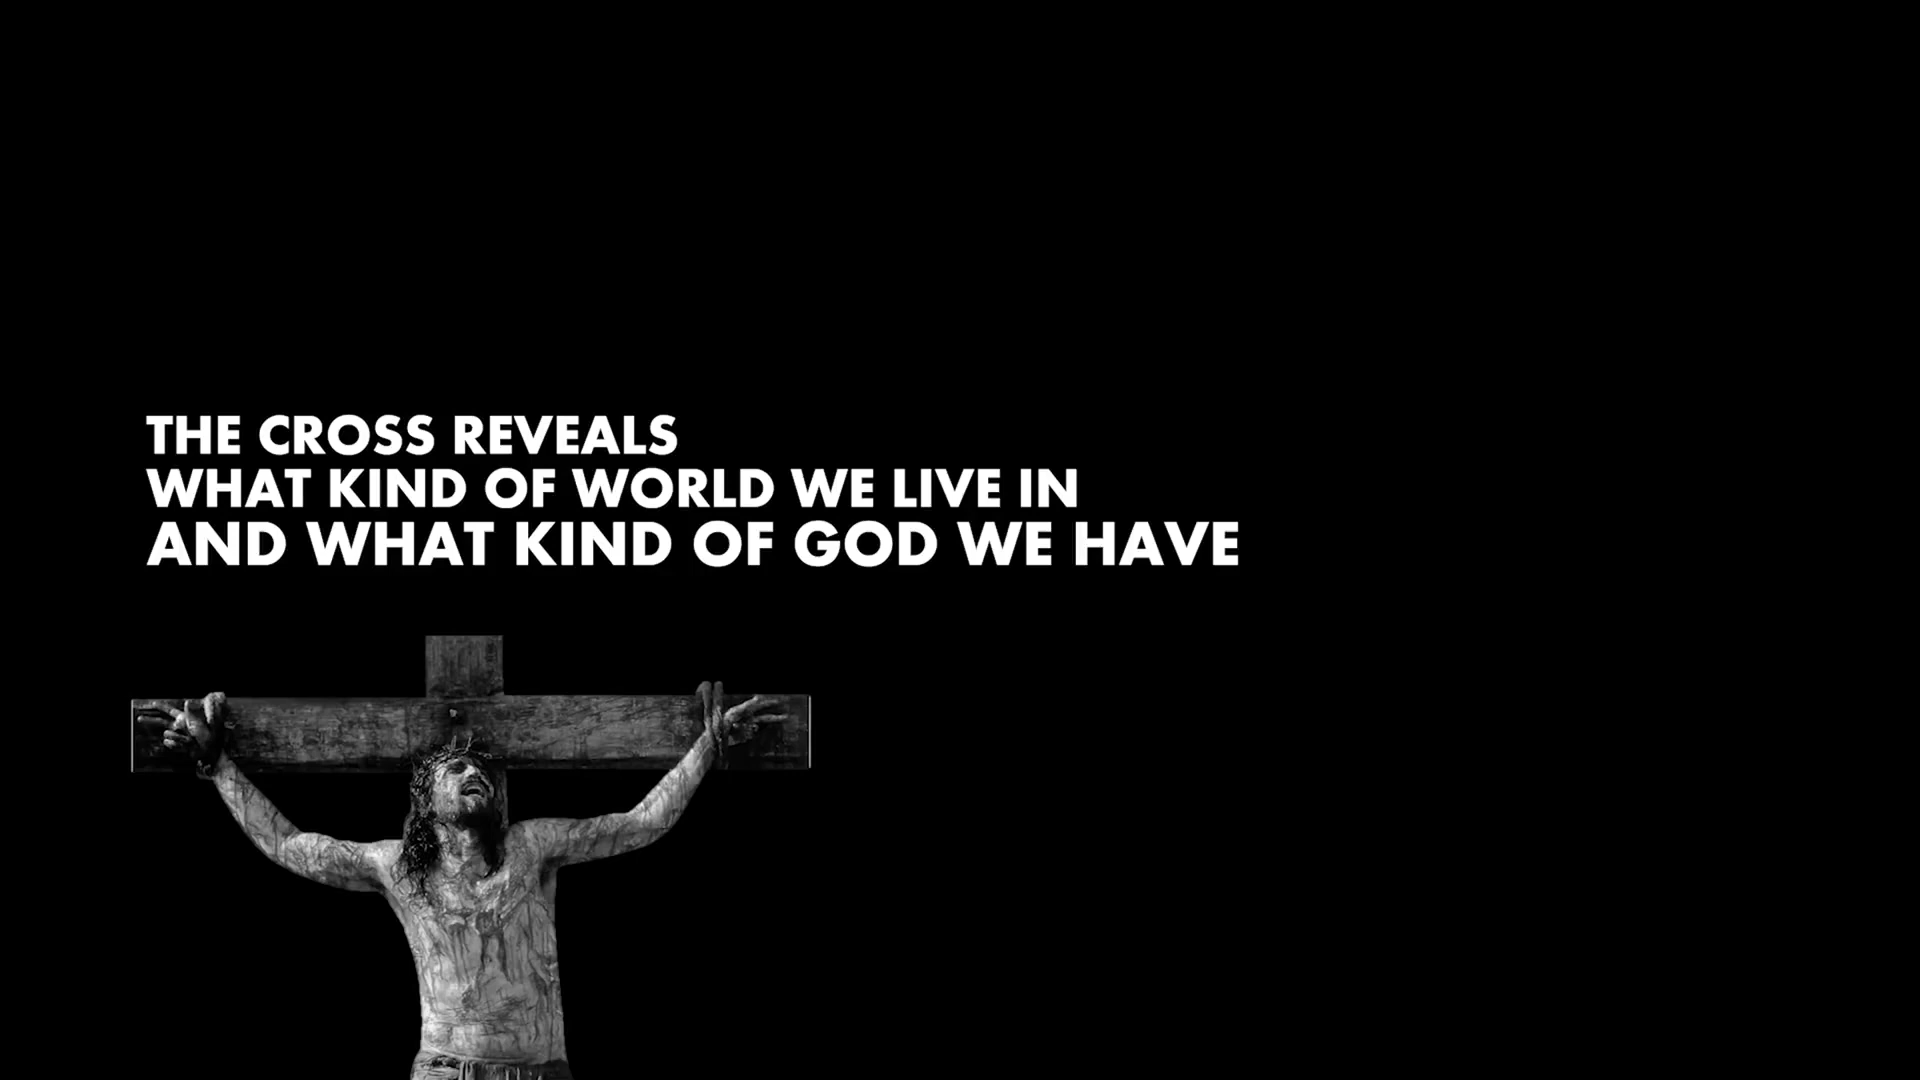 THE CROSS REVEALS
WHAT KIND OF WORLD WE LIVE IN
AND WHAT KIND OF GOD WE HAVE